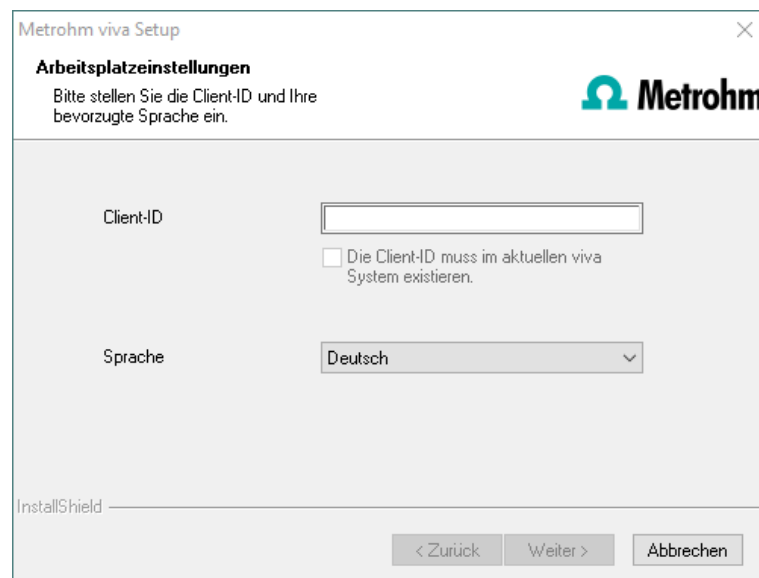 Metrohm viva Setup
Arbeitsplatzeinstellungen
Bitte stellen Sie die Client-ID und Ihre
bevorzugte Sprache ein.
Metrohm
Client-ID
Die Client-ID muss im aktuellen viva
System existieren.
Sprache
Deutsch
InstallShield
< Zurück
Weiter >
Abbrechen